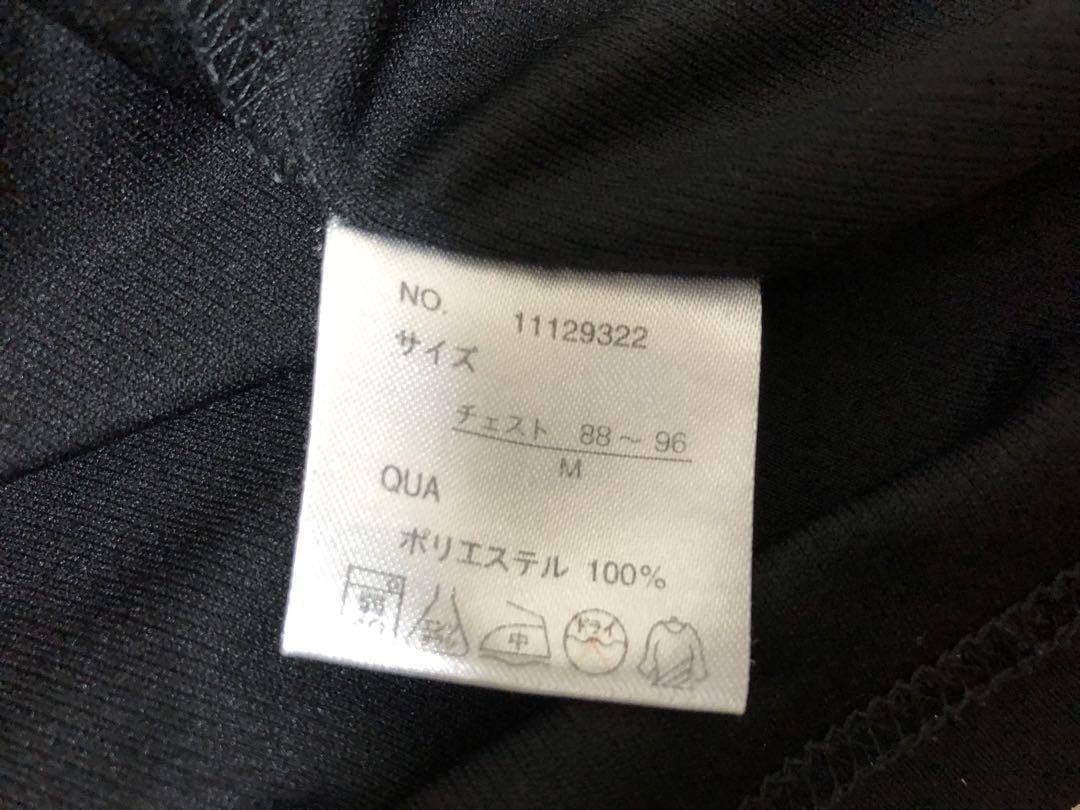 NO. 11129322
サイズ
チェスト 88～96
M
QUA
ポリエステル 100%
中 ドライ